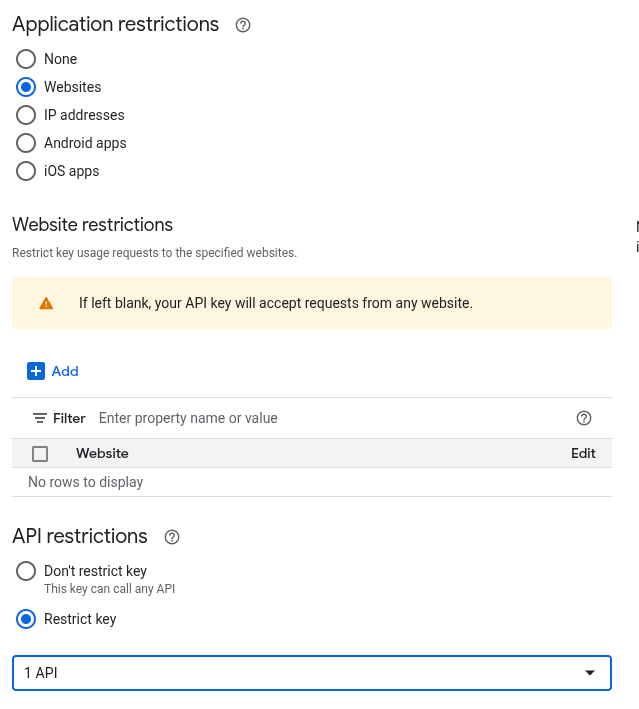 Application restrictions
None
Websites
IP addresses
Android apps
iOS apps
Website restrictions
Restrict key usage requests to the specified websites.
If left blank, your API key will accept requests from any website.
Add
Filter Enter property name or value
Website Edit
No rows to display
API restrictions
Don't restrict key
This key can call any API
Restrict key
1 API